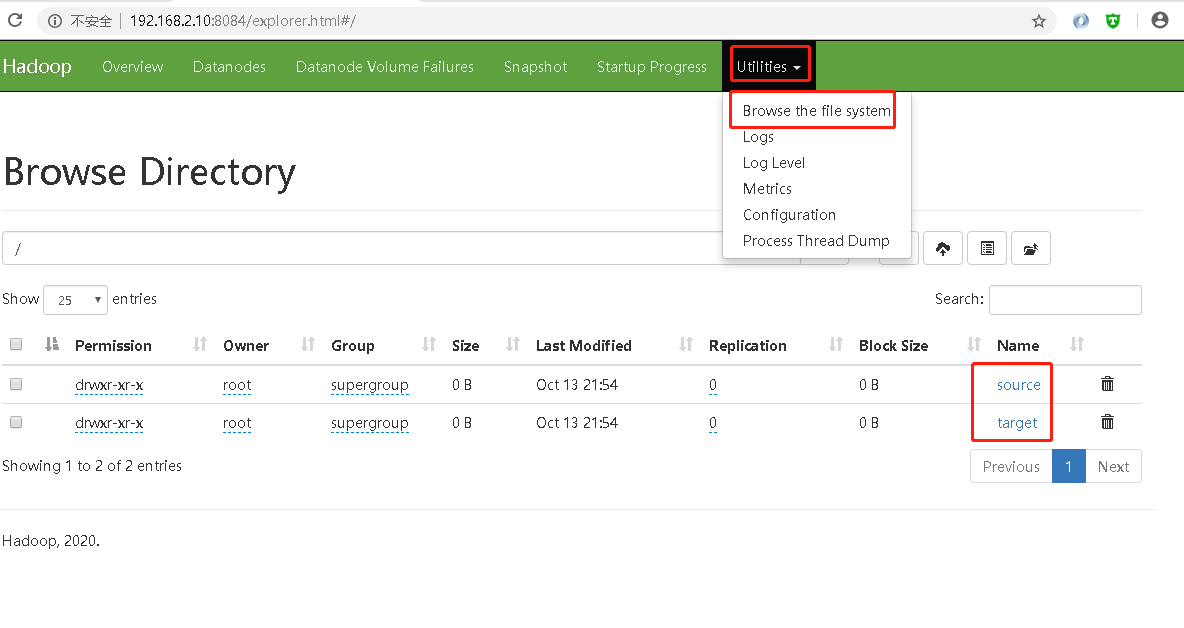 不安全 192.168.2.10:8084/explorer.html#/
Hadoop Overview Datanodes Datanode Volume Failures Snapshot Startup Progress Utilities
Browse the file system
Logs
Log Level
Metrics
Configuration
Process Thread Dump
Browse Directory
/
Show 25 entries Search:
Permission Owner Group Size Last Modified Replication Block Size Name
drwxr-xr-x root supergroup 0 B Oct 13 21:54 0 0 B source
drwxr-xr-x root supergroup 0 B Oct 13 21:54 0 0 B target
Showing 1 to 2 of 2 entries Previous 1 Next
Hadoop, 2020.